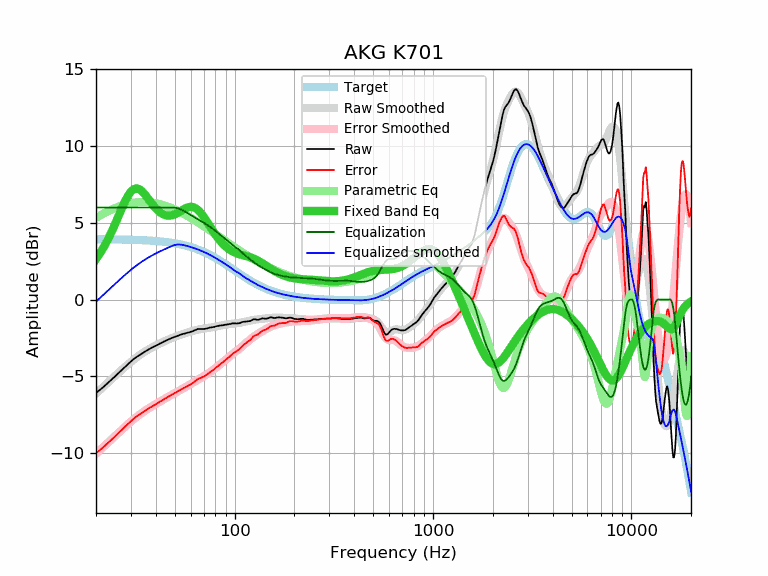 AKG K701
15
10
5
0
−5
−10
Amplitude (dBr)
Target
Raw Smoothed
Error Smoothed
Raw
Error
Parametric Eq
Fixed Band Eq
Equalization
Equalized smoothed
100
1000
10000
Frequency (Hz)